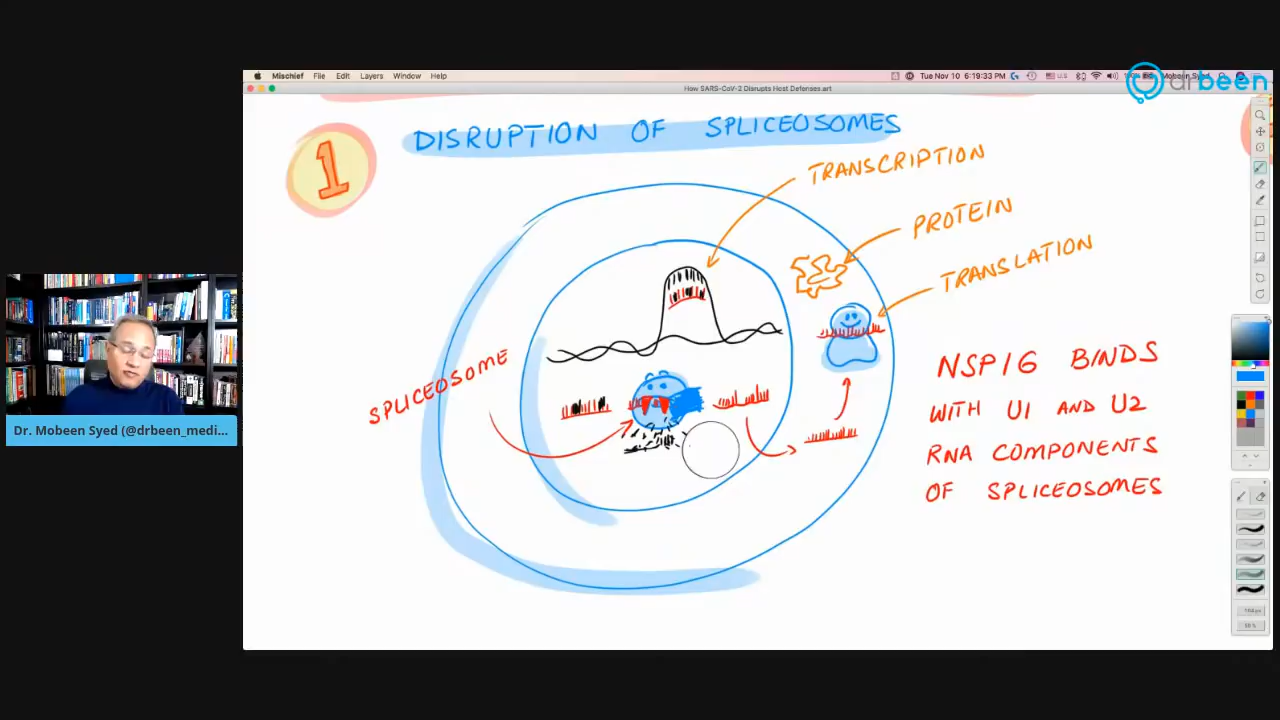 Mischief File Edit Layers Window Help
Tue Nov 10 6:19:33 PM
Mobeen Syed
drbeen
How SARS-CoV-2 Disrupts Host Defenses.art
1
DISRUPTION OF SPLICEOSOMES
TRANSCRIPTION
PROTEIN
TRANSLATION
SPLICEOSOME
NSP16 BINDS
WITH U1 AND U2
RNA COMPONENTS
OF SPLICEOSOMES
Dr. Mobeen Syed (@drbeen_medi...